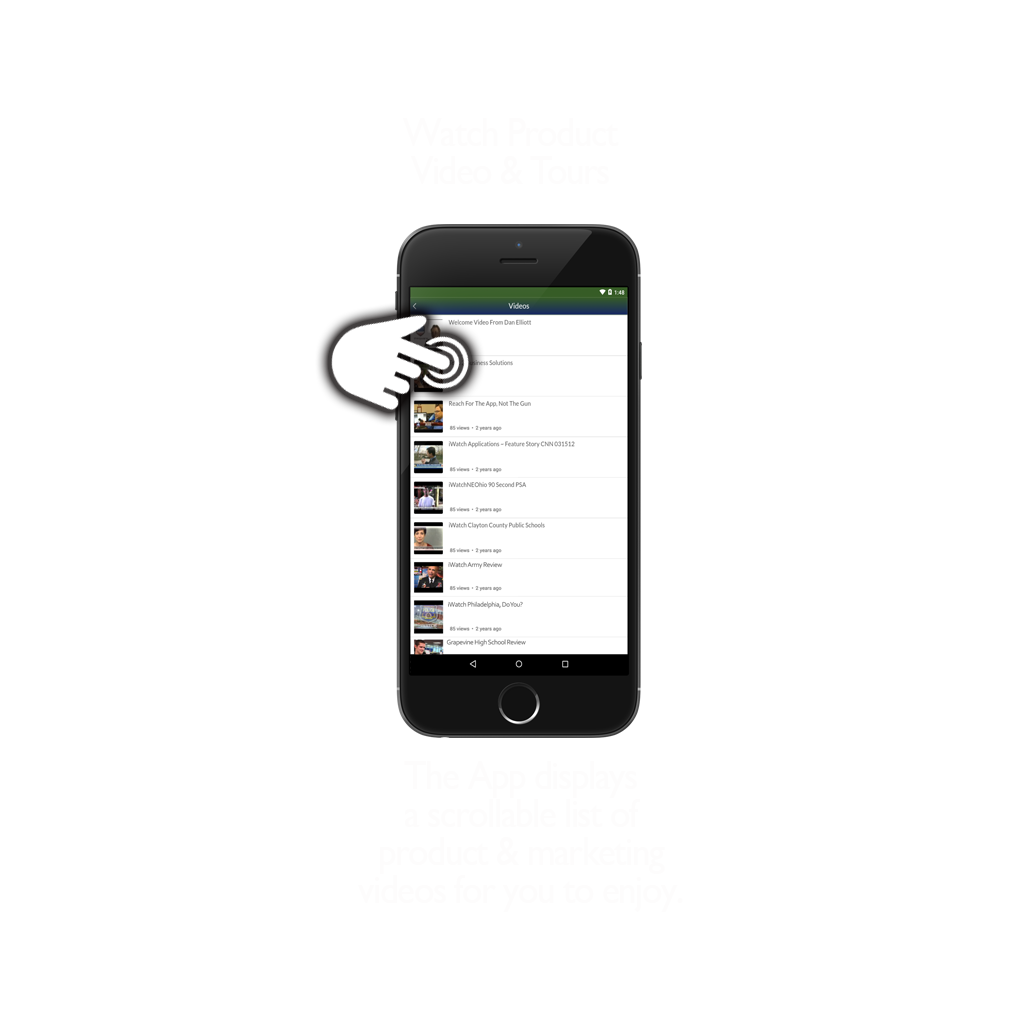 Watch Product
Video & Tours
1:48
Videos
Welcome Video From Dan Elliott
Solutions
Reach For The App, Not The Gun
85 views • 2 years ago
iWatch Applications – Feature Story CNN 031512
85 views • 2 years ago
iWatchNEOhio 90 Second PSA
85 views • 2 years ago
iWatch Clayton County Public Schools
85 views • 2 years ago
iWatch Army Review
85 views • 2 years ago
iWatch Philadelphia, Do You?
85 views • 2 years ago
Grapevine High School Review
The App displays
a scrollable list of
product & marketing
videos for you to enjoy.